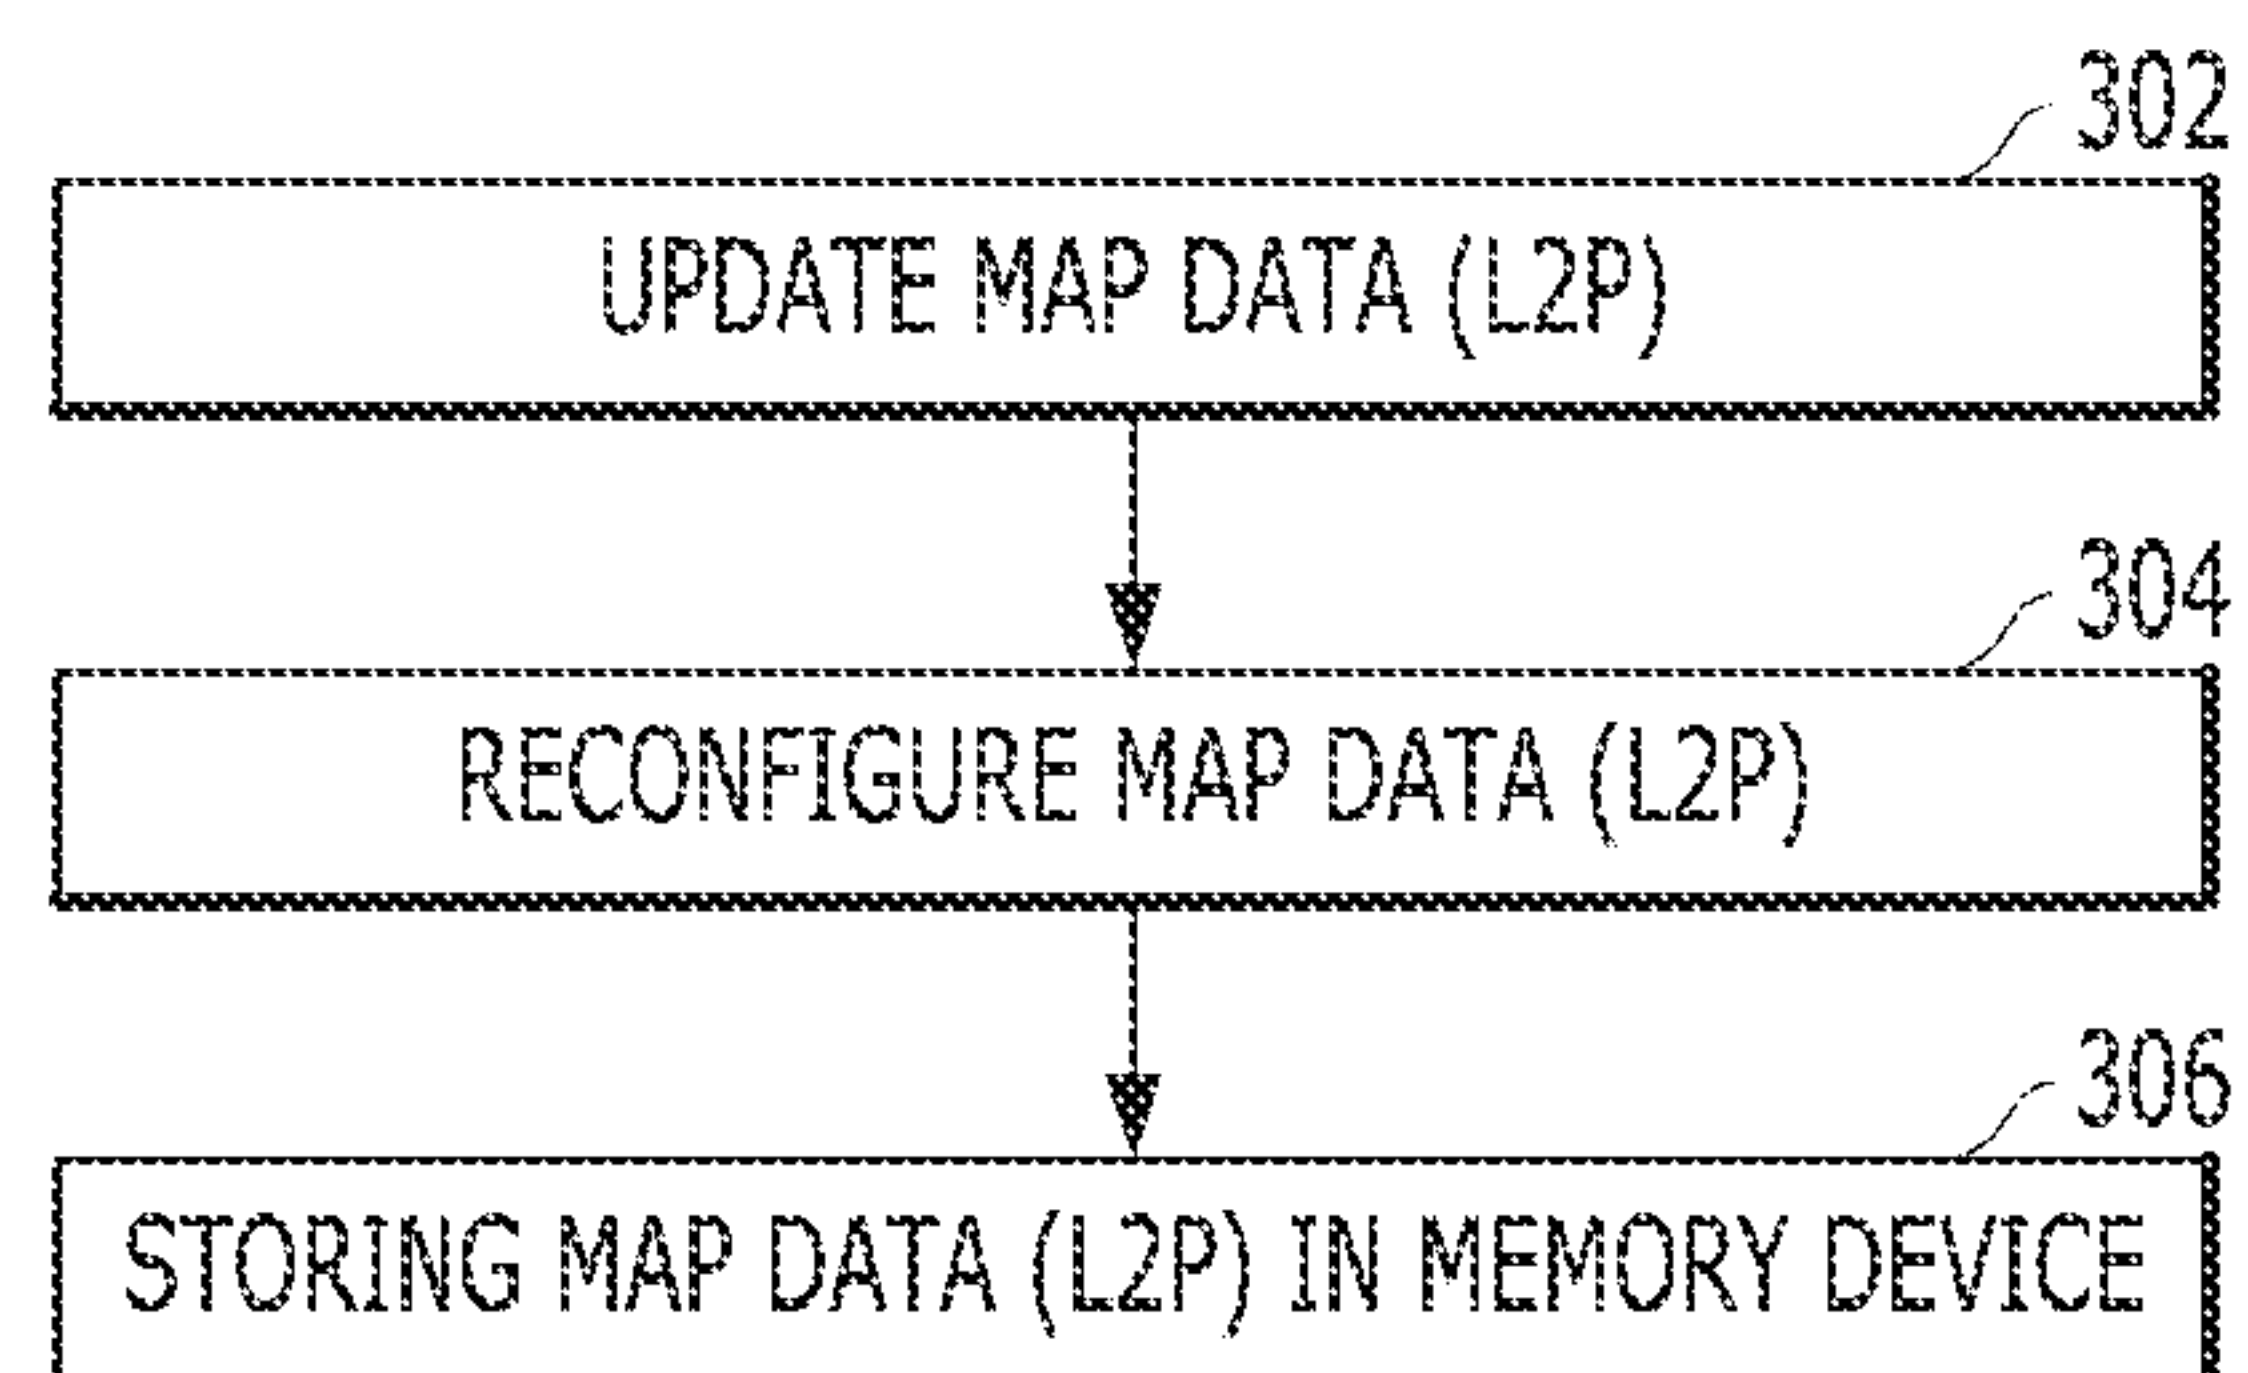 302
UPDATE MAP DATA (L2P)
304
RECONFIGURE MAP DATA (L2P)
306
STORING MAP DATA (L2P) IN MEMORY DEVICE